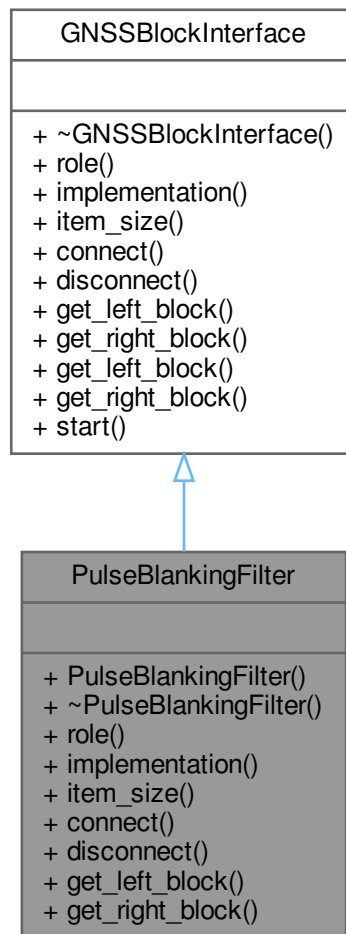 GNSSBlockInterface
+ ~GNSSBlockInterface()
+ role()
+ implementation()
+ item_size()
+ connect()
+ disconnect()
+ get_left_block()
+ get_right_block()
+ get_left_block()
+ get_right_block()
+ start()
PulseBlankingFilter
+ PulseBlankingFilter()
+ ~PulseBlankingFilter()
+ role()
+ implementation()
+ item_size()
+ connect()
+ disconnect()
+ get_left_block()
+ get_right_block()